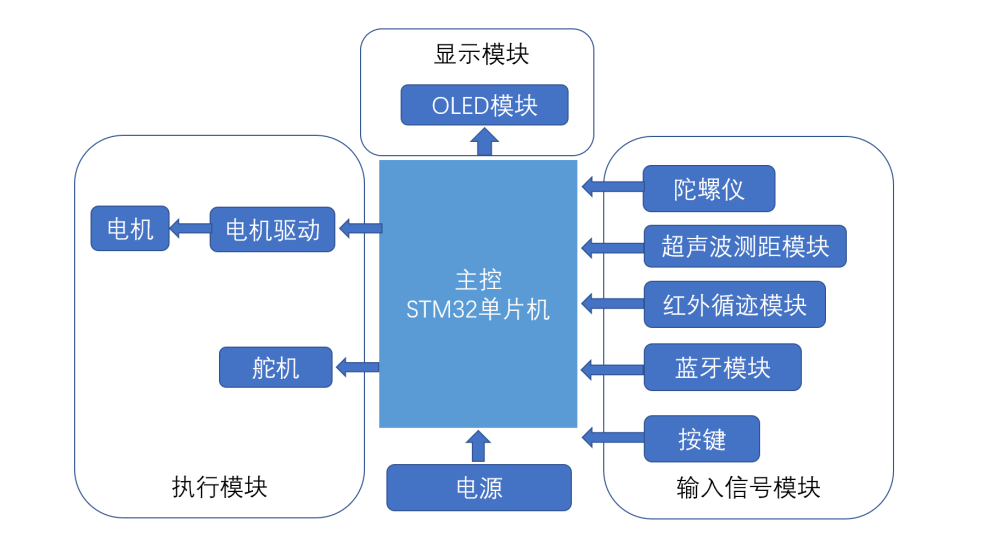 显示模块
OLED模块
电机
电机驱动
舵机
执行模块
主控
STM32单片机
电源
陀螺仪
超声波测距模块
红外循迹模块
蓝牙模块
按键
输入信号模块